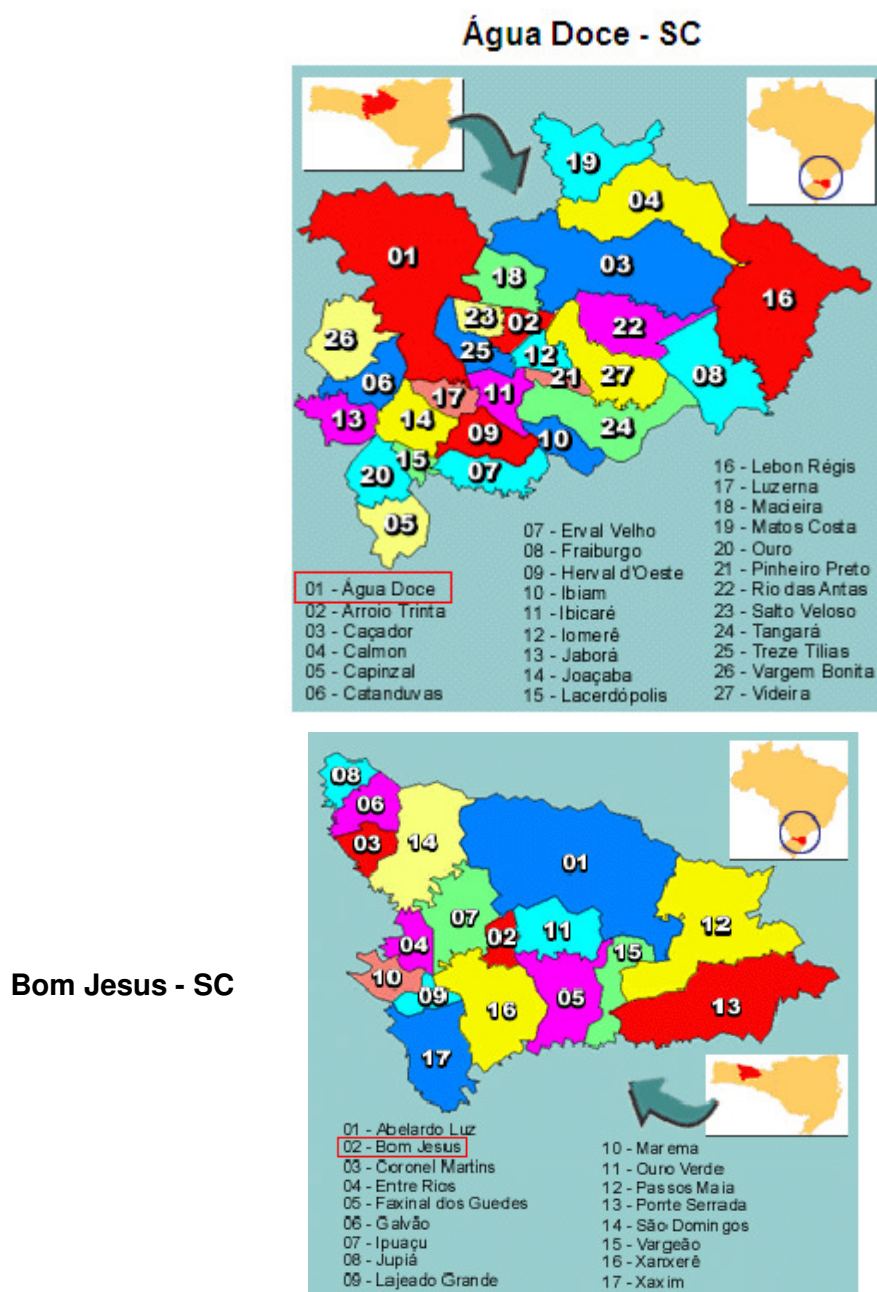 Água Doce - SC
19
04
01
03
18
16
23
02
22
26
25
12
08
06
21
27
17
11
13
14
24
09
10
15
20
07
05
16 - Lebon Régis
17 - Luzerna
18 - Macieira
19 - Matos Costa
20 - Ouro
21 - Pinheiro Preto
22 - Rio das Antas
23 - Salto Veloso
24 - Tangará
25 - Treze Tílias
26 - Vargem Bonita
27 - Videira
07 - Erval Velho
08 - Fraiburgo
09 - Herval d'Oeste
10 - Ibiam
11 - Ibicaré
12 - Iomerê
13 - Jaborá
14 - Joaçaba
15 - Lacerdópolis
01 - Água Doce
02 - Arroio Trinta
03 - Caçador
04 - Calmon
05 - Capinzal
06 - Catanduvas
Bom Jesus - SC
08
06
03
14
01
07
02
11
12
04
15
10
09
16
05
13
17
01 - Abelardo Luz
02 - Bom Jesus
03 - Coronel Martins
04 - Entre Rios
05 - Faxinal dos Guedes
06 - Galvão
07 - Ipuaçu
08 - Jupiá
09 - Lajeado Grande
10 - Marema
11 - Ouro Verde
12 - Passos Maia
13 - Ponte Serrada
14 - São Domingos
15 - Vargeão
16 - Xanxerê
17 - Xaxim